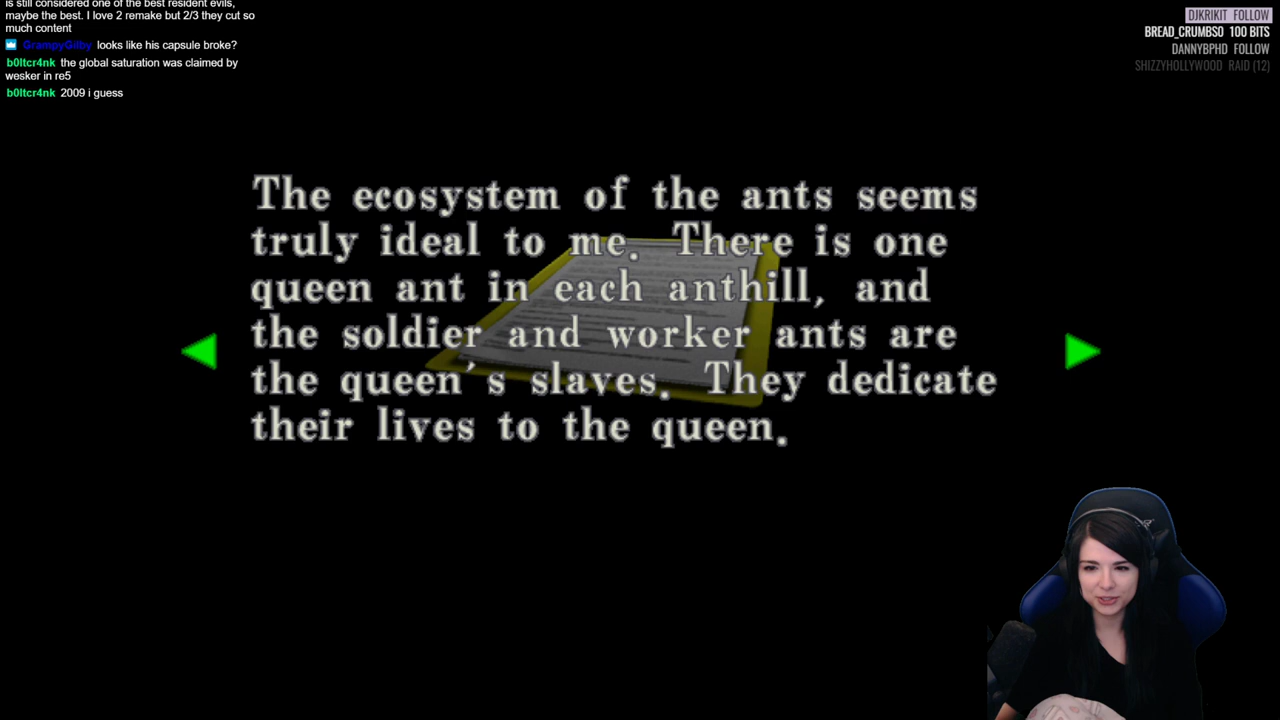 is still considered one of the best resident evils,
maybe the best. I love 2 remake but 2/3 they cut so
much content
GrampyGilby looks like his capsule broke?
b0ltcr4nk the global saturation was claimed by
wesker in re5
b0ltcr4nk 2009 i guess
DJKRIKIT FOLLOW
BREAD_CRUMBSO 100 BITS
DANNYBPHD FOLLOW
SHIZZYHOLLYWOOD RAID (12)
The ecosystem of the ants seems
truly ideal to me. There is one
queen ant in each anthill, and
the soldier and worker ants are
the queen's slaves. They dedicate
their lives to the queen.